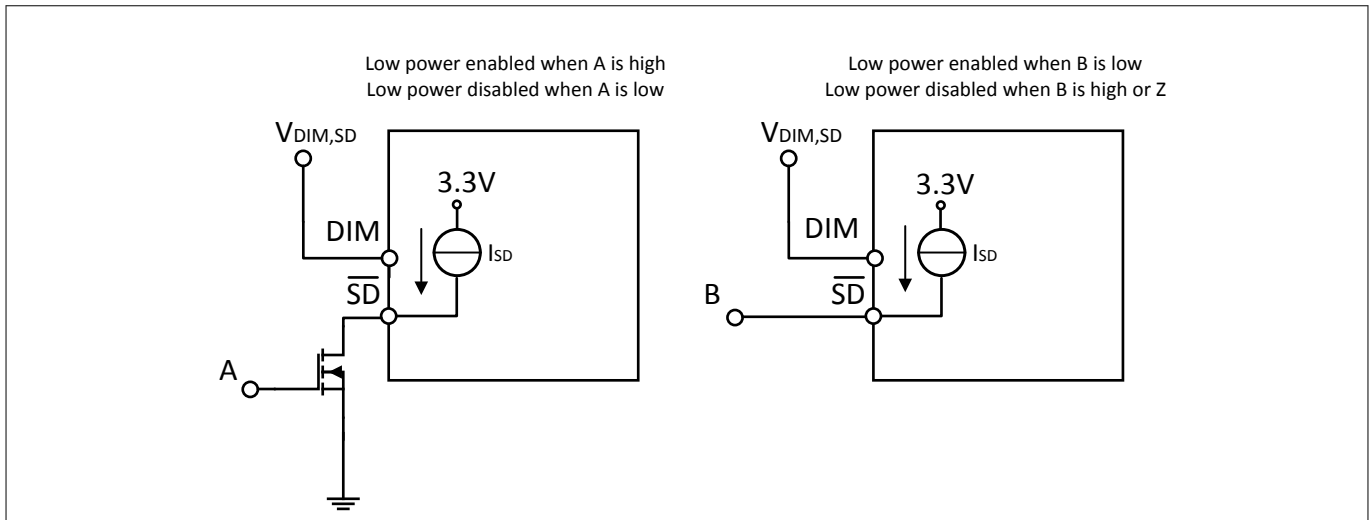 Low power enabled when A is high
Low power disabled when A is low
VDIM,SD
3.3V
DIM
ISD
SD
A
Low power enabled when B is low
Low power disabled when B is high or Z
VDIM,SD
3.3V
DIM
ISD
SD
B